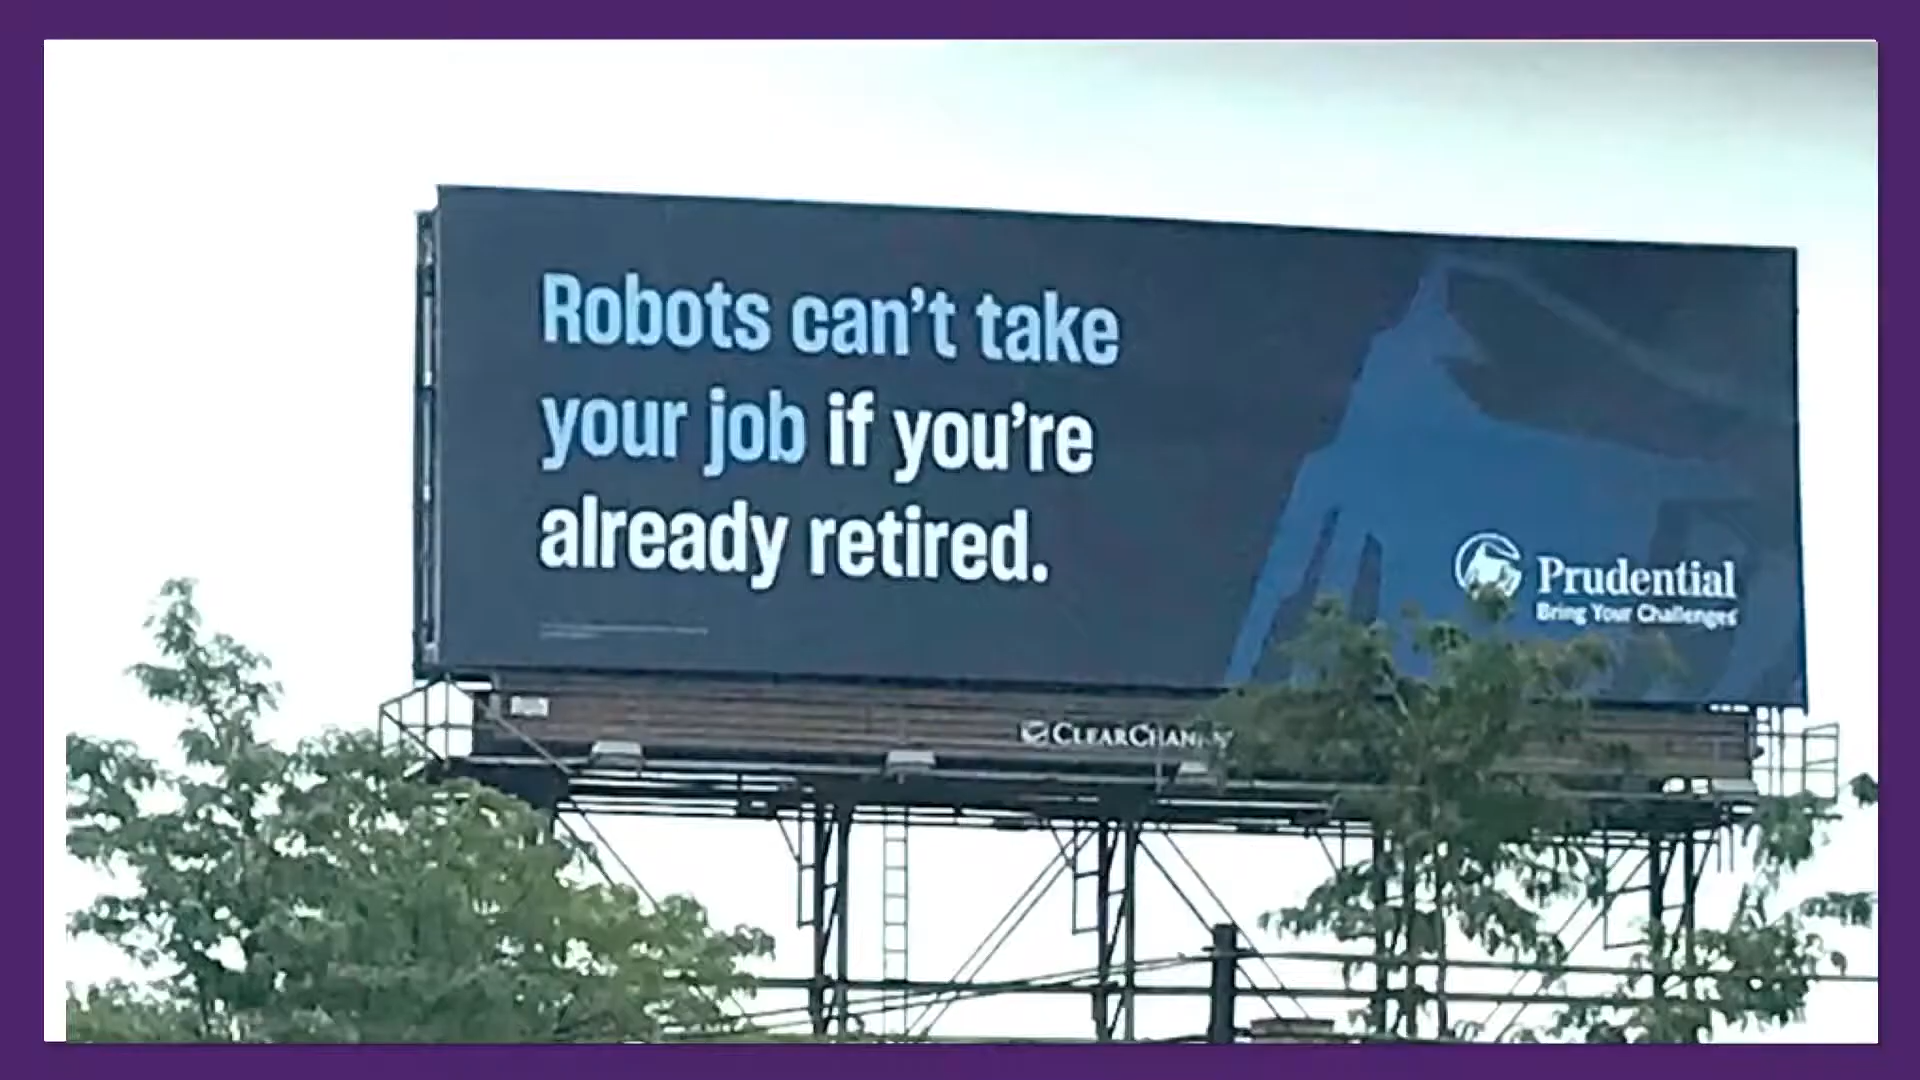 Robots can't take
your job if you're
already retired.
Prudential
Bring Your Challenges